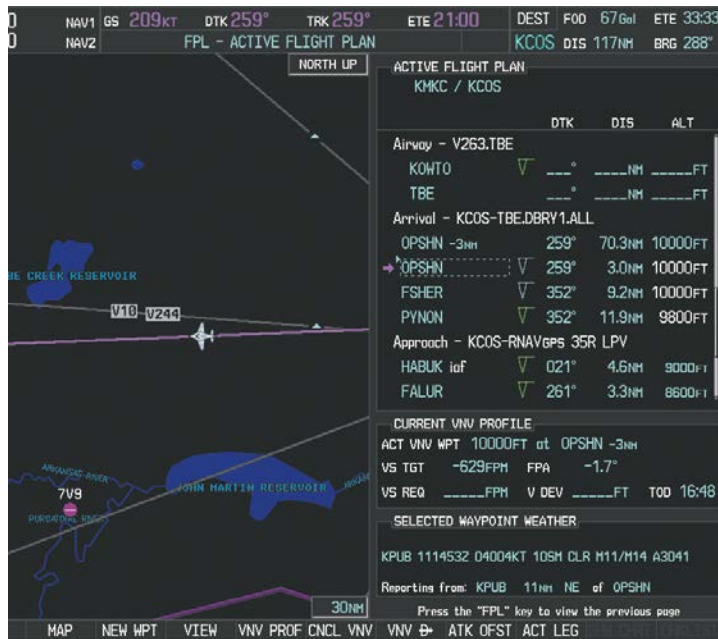 0 NAV1 GS 209KT DTK 259° TRK 259° ETE 21:00 DEST FOD 67Gal ETE 33:33
0 NAV2 FPL - ACTIVE FLIGHT PLAN KCOS DIS 117NM BRG 288°
NORTH UP
BE CREEK RESERVOIR
V10 V244
ARKANSAS RIVER
JOHN MARTIN RESERVOIR
7V9
30NM
ACTIVE FLIGHT PLAN
KMKC / KCOS
DTK DIS ALT
Airway - V263.TBE
KOWTO ___° ____NM _____FT
TBE ___° ____NM _____FT
Arrival - KCOS-TBE.DBRY1.ALL
OPSHN -3NM 259° 70.3NM 10000FT
OPSHN 259° 3.0NM 10000FT
FSHER 352° 9.2NM 10000FT
PYNON 352° 11.9NM 9800FT
Approach - KCOS-RNAVGPS 35R LPV
HABUK iaf 021° 4.6NM 9000FT
FALUR 261° 3.3NM 8600FT
CURRENT VNV PROFILE
ACT VNV WPT 10000FT at OPSHN -3NM
VS TGT -629FPM FPA -1.7°
VS REQ _____FPM V DEV _____FT TOD 16:48
SELECTED WAYPOINT WEATHER
KPUB 111453Z 04004KT 10SM CLR M11/M14 A3041
Reporting from: KPUB 11NM NE of OPSHN
Press the "FPL" key to view the previous page
MAP NEW WPT VIEW VNV PROF CNCL VNV VNV D ATK OFST ACT LEG